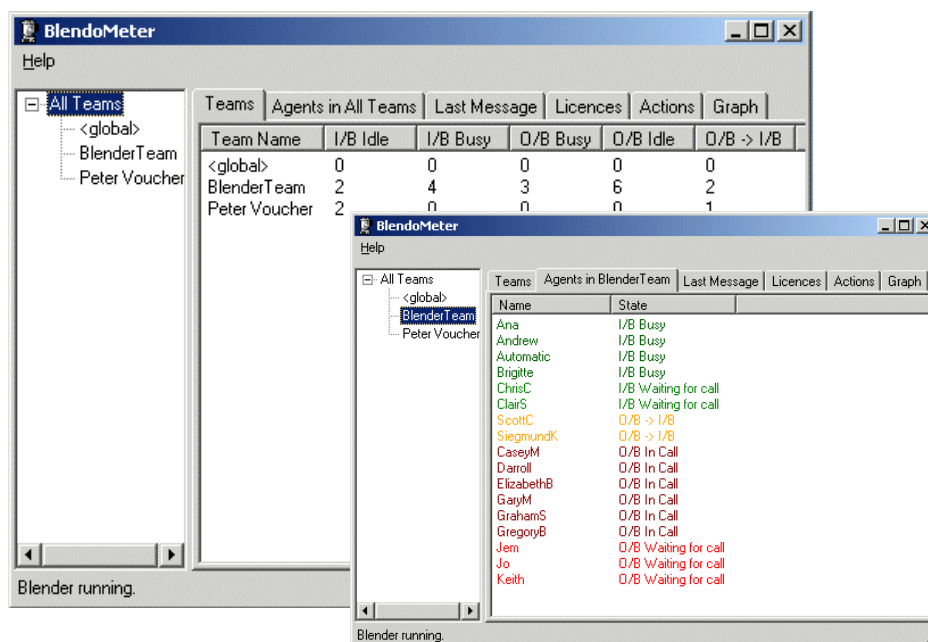 BlendoMeter
Help
All Teams
<global>
BlenderTeam
Peter Voucher
Teams Agents in All Teams Last Message Licences Actions Graph
Team Name I/B Idle I/B Busy O/B Busy O/B Idle O/B -> I/B
<global> 0 0 0 0 0
BlenderTeam 2 4 3 6 2
Peter Voucher 2 0 0 0 1
Blender running.
BlendoMeter
Help
All Teams
<global>
BlenderTeam
Peter Voucher
Teams Agents in BlenderTeam Last Message Licences Actions Graph
Name State
Ana I/B Busy
Andrew I/B Busy
Automatic I/B Busy
Brigitte I/B Busy
ChrisC I/B Waiting for call
ClairS I/B Waiting for call
ScottC O/B -> I/B
SiegmundK O/B -> I/B
CaseyM O/B In Call
Darroll O/B In Call
ElizabethB O/B In Call
GaryM O/B In Call
GrahamS O/B In Call
GregoryB O/B In Call
Jem O/B Waiting for call
Jo O/B Waiting for call
Keith O/B Waiting for call
Blender running.